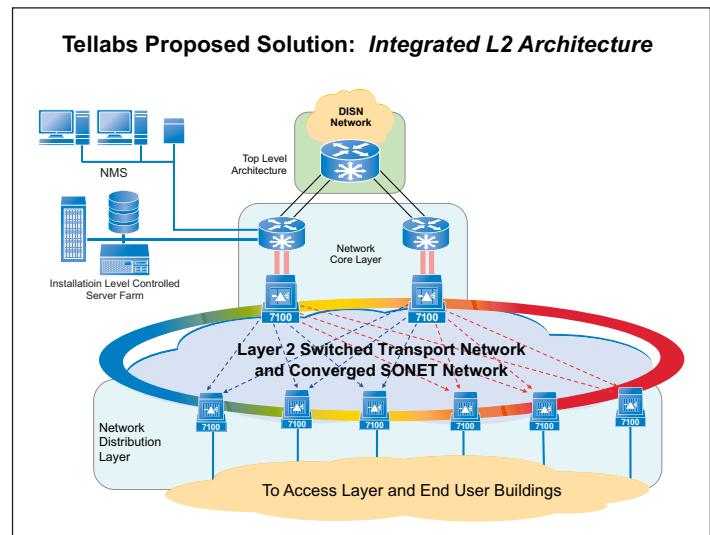 Tellabs Proposed Solution: Integrated L2 Architecture
DISN
Network
Top Level
Architecture
NMS
Network
Core Layer
Installatioin Level Controlled
Server Farm
7100
7100
Layer 2 Switched Transport Network
and Converged SONET Network
7100
7100
7100
7100
7100
7100
Network
Distribution
Layer
To Access Layer and End User Buildings